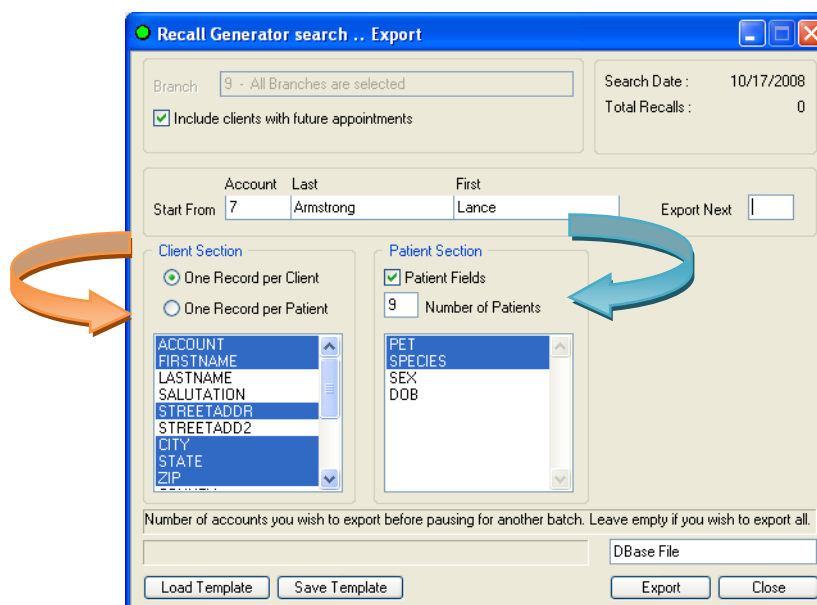 Recall Generator search .. Export
Branch 9 - All Branches are selected
Include clients with future appointments
Search Date : 10/17/2008
Total Recalls : 0
Account Last First
Start From 7 Armstrong Lance Export Next
Client Section
One Record per Client
One Record per Patient
ACCOUNT
FIRSTNAME
LASTNAME
SALUTATION
STREETADDR
STREETADD2
CITY
STATE
ZIP
Patient Section
Patient Fields
9 Number of Patients
PET
SPECIES
SEX
DOB
Number of accounts you wish to export before pausing for another batch. Leave empty if you wish to export all.
DBase File
Load Template Save Template Export Close